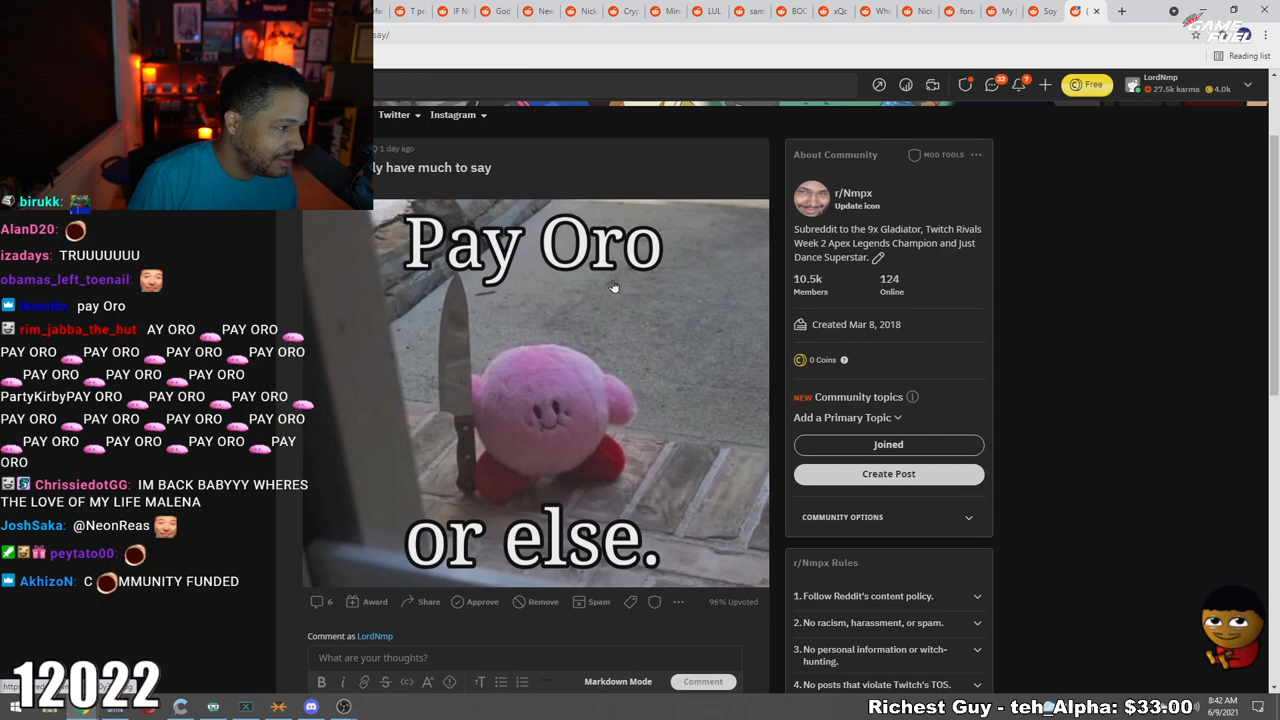 say/
GAME
FUEL
Reading list
32
7
Free
LordNmp
27.5k karma
4.0k
Twitter
Instagram
1 day ago
ly have much to say
Pay Oro
or else.
6
Award
Share
Approve
Remove
Spam
96% Upvoted
Comment as LordNmp
What are your thoughts?
Markdown Mode
Comment
About Community
MOD TOOLS
r/Nmpx
Update icon
Subreddit to the 9x Gladiator, Twitch Rivals
Week 2 Apex Legends Champion and Just
Dance Superstar.
10.5k
124
Members
Online
Created Mar 8, 2018
0 Coins
NEW Community topics
Add a Primary Topic
Joined
Create Post
COMMUNITY OPTIONS
r/Nmpx Rules
1. Follow Reddit's content policy.
2. No racism, harassment, or spam.
3. No personal information or witch-
hunting.
4. No posts that violate Twitch's TOS.
birukk:
AlanD20:
izadays: TRUUUUUUU
obamas_left_toenail:
pay Oro
rim_jabba_the_hut: AY ORO PAY ORO
PAY ORO PAY ORO PAY ORO PAY ORO
PAY ORO PAY ORO PAY ORO
PartyKirbyPAY ORO PAY ORO PAY ORO
PAY ORO PAY ORO PAY ORO PAY ORO
PAY ORO PAY ORO PAY ORO PAY
ORO
ChrissiedotGG: IM BACK BABYYY WHERES
THE LOVE OF MY LIFE MALENA
JoshSaka: @NeonReas
peytato00:
AkhizoN: C MMUNITY FUNDED
12022
Richest Guy - teh_Alpha: $33.00
8:42 AM
6/9/2021